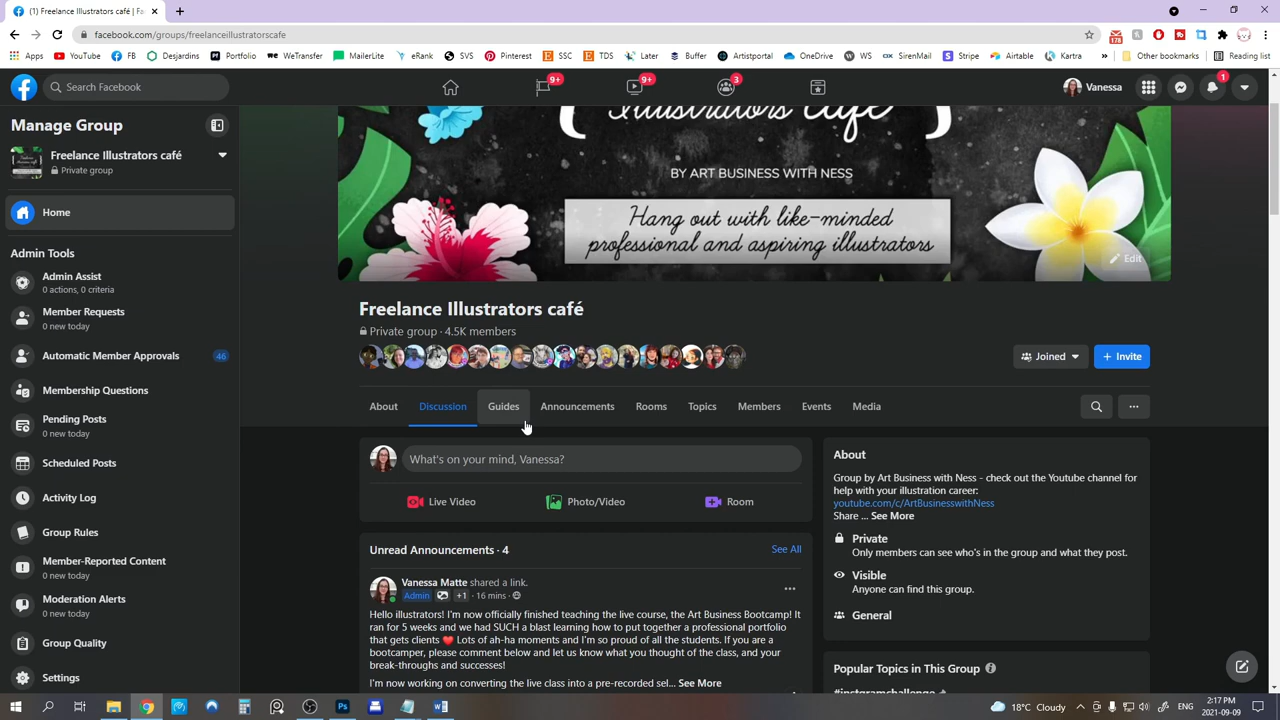 (1) Freelance Illustrators café | Fa
facebook.com/groups/freelanceillustratorscafe
178
Apps YouTube FB Desjardins Portfolio WeTransfer MailerLite eRank SVS Pinterest SSC TDS Later Buffer Artistportal OneDrive WS SirenMail Stripe Airtable Kartra Other bookmarks Reading list
Search Facebook 9+ 9+ 3 Vanessa 1
Manage Group
Freelance Illustrators café
Private group
Home
Admin Tools
Admin Assist
0 actions, 0 criteria
Member Requests
0 new today
Automatic Member Approvals 46
Membership Questions
Pending Posts
0 new today
Scheduled Posts
Activity Log
Group Rules
Member-Reported Content
0 new today
Moderation Alerts
0 new today
Group Quality
Settings
Illustrators café
BY ART BUSINESS WITH NESS
Hang out with like-minded
professional and aspiring illustrators
Edit
Freelance Illustrators café
Private group · 4.5K members
Joined + Invite
About Discussion Guides Announcements Rooms Topics Members Events Media
What's on your mind, Vanessa?
Live Video Photo/Video Room
Unread Announcements · 4 See All
Vanessa Matte shared a link.
Admin +1 · 16 mins ·
Hello illustrators! I'm now officially finished teaching the live course, the Art Business Bootcamp! It
ran for 5 weeks and we had SUCH a blast learning how to put together a professional portfolio
that gets clients ❤ Lots of ah-ha moments and I'm so proud of all the students. If you are a
bootcamper, please comment below and let us know what you thought of the class, and your
break-throughs and successes!
I'm now working on converting the live class into a pre-recorded sel... See More
About
Group by Art Business with Ness - check out the Youtube channel for
help with your illustration career:
youtube.com/c/ArtBusinesswithNess
Share ... See More
Private
Only members can see who's in the group and what they post.
Visible
Anyone can find this group.
General
Popular Topics in This Group
#instgramchallenge
18°C Cloudy ENG 2:17 PM
2021-09-09